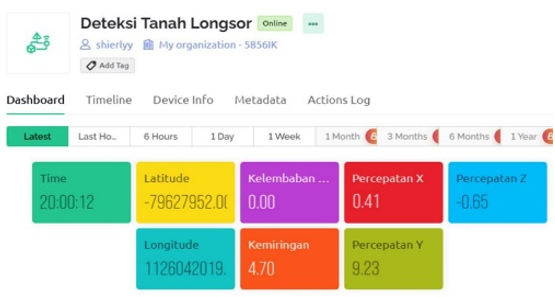 Deteksi Tanah Longsor Online ...
shierlyy My organization - 5856IK
Add Tag
Dashboard Timeline Device Info Metadata Actions Log
Latest Last Ho... 6 Hours 1 Day 1 Week 1 Month 3 Months 6 Months 1 Year
Time Latitude Kelembaban ... Percepatan X Percepatan Z
20:00:12 -79627952.0( 0.00 0.41 -0.65
Longitude Kemiringan Percepatan Y
1126042019. 4.70 9.23